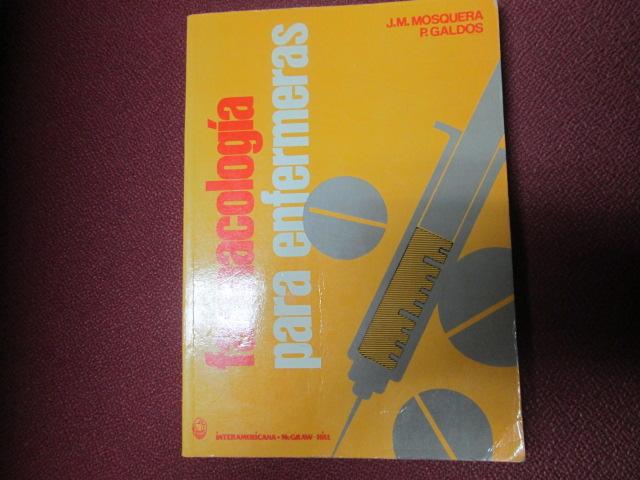 J.M. MOSQUERA
P. GALDOS
farmacología
para enfermeras
INTERAMERICANA • McGRAW-HILL